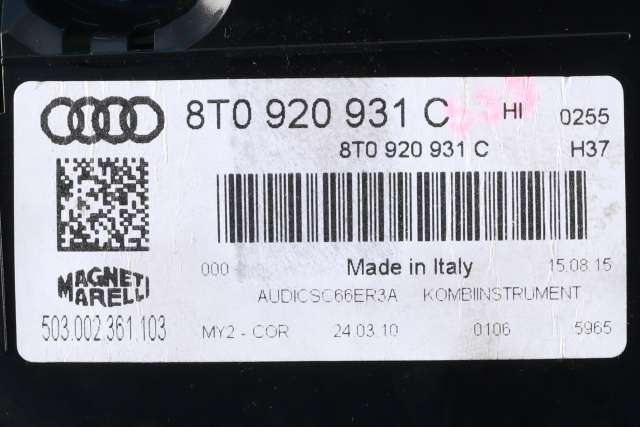 8T0 920 931 C HI 0255
8T0 920 931 C H37
000 Made in Italy 15.08.15
MAGNETI
MARELLI
AUDICSC66ER3A KOMBIINSTRUMENT
503.002.361.103 MY2 - COR 24.03.10 0106 5965